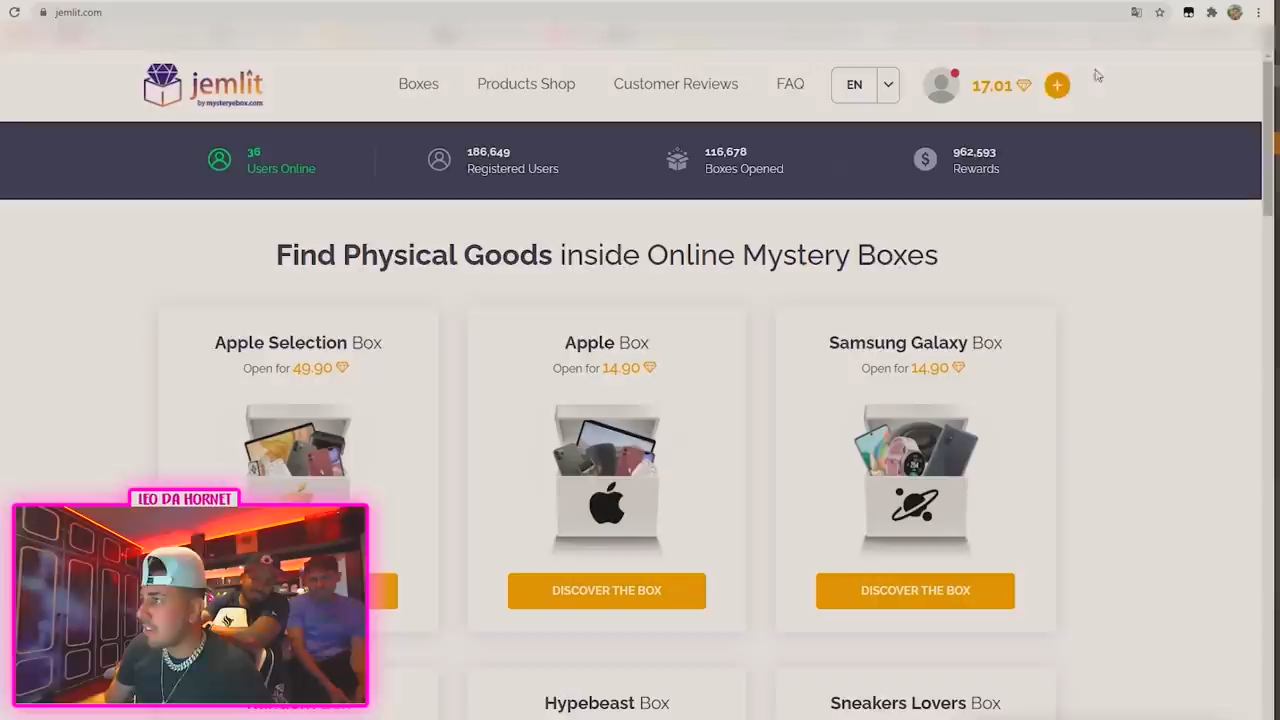 jemlit.com
jemlit
by mysteryebox.com
Boxes
Products Shop
Customer Reviews
FAQ
EN
17.01
36
Users Online
186,649
Registered Users
116,678
Boxes Opened
962,593
Rewards
Find Physical Goods inside Online Mystery Boxes
Apple Selection Box
Open for 49.90
Apple Box
Open for 14.90
DISCOVER THE BOX
Samsung Galaxy Box
Open for 14.90
DISCOVER THE BOX
LEO DA HORNET
Hypebeast Box
Sneakers Lovers Box